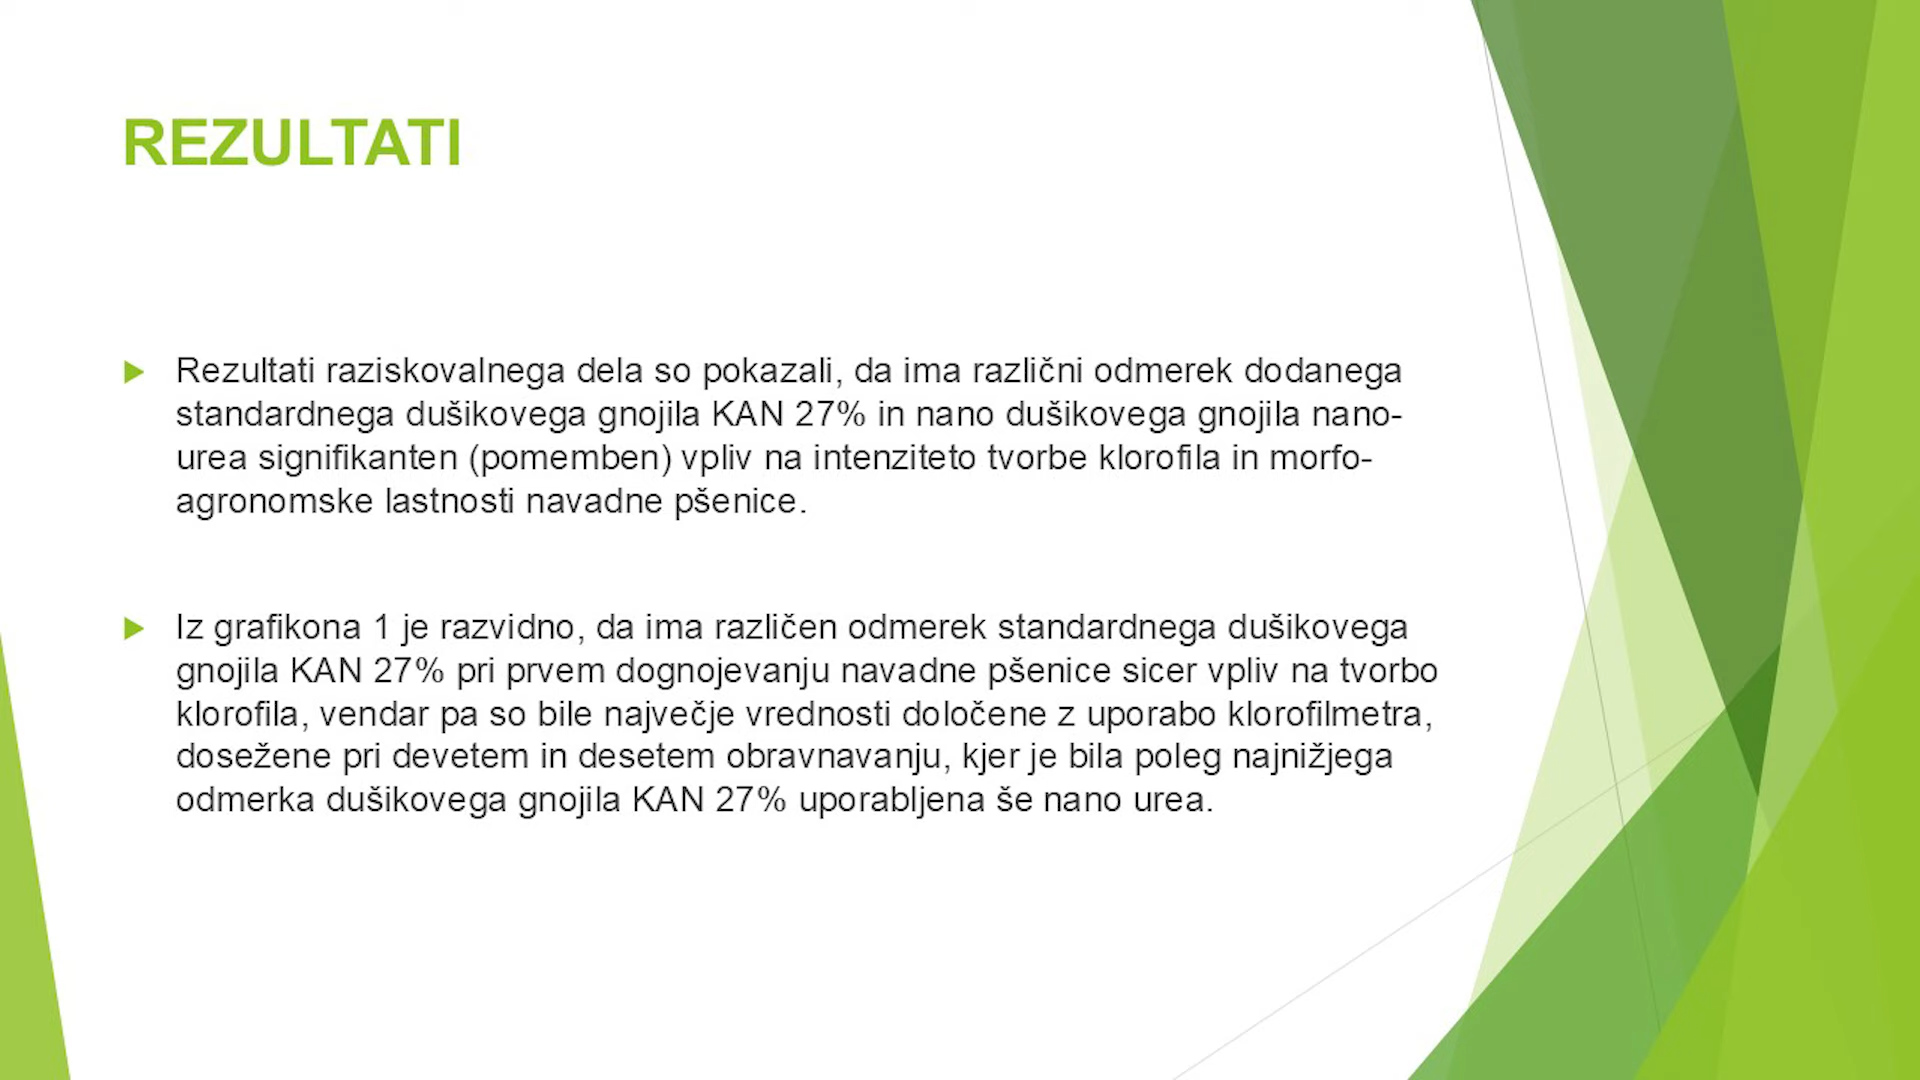 REZULTATI
Rezultati raziskovalnega dela so pokazali, da ima različni odmerek dodanega
standardnega dušikovega gnojila KAN 27% in nano dušikovega gnojila nano-
urea signifikanten (pomemben) vpliv na intenziteto tvorbe klorofila in morfo-
agronomske lastnosti navadne pšenice.
Iz grafikona 1 je razvidno, da ima različen odmerek standardnega dušikovega
gnojila KAN 27% pri prvem dognojevanju navadne pšenice sicer vpliv na tvorbo
klorofila, vendar pa so bile največje vrednosti določene z uporabo klorofilmetra,
dosežene pri devetem in desetem obravnavanju, kjer je bila poleg najnižjega
odmerka dušikovega gnojila KAN 27% uporabljena še nano urea.